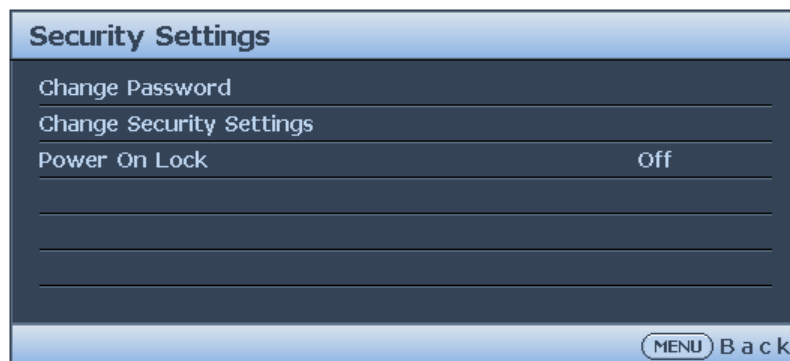 Security Settings
Change Password
Change Security Settings
Power On Lock Off
MENU Back